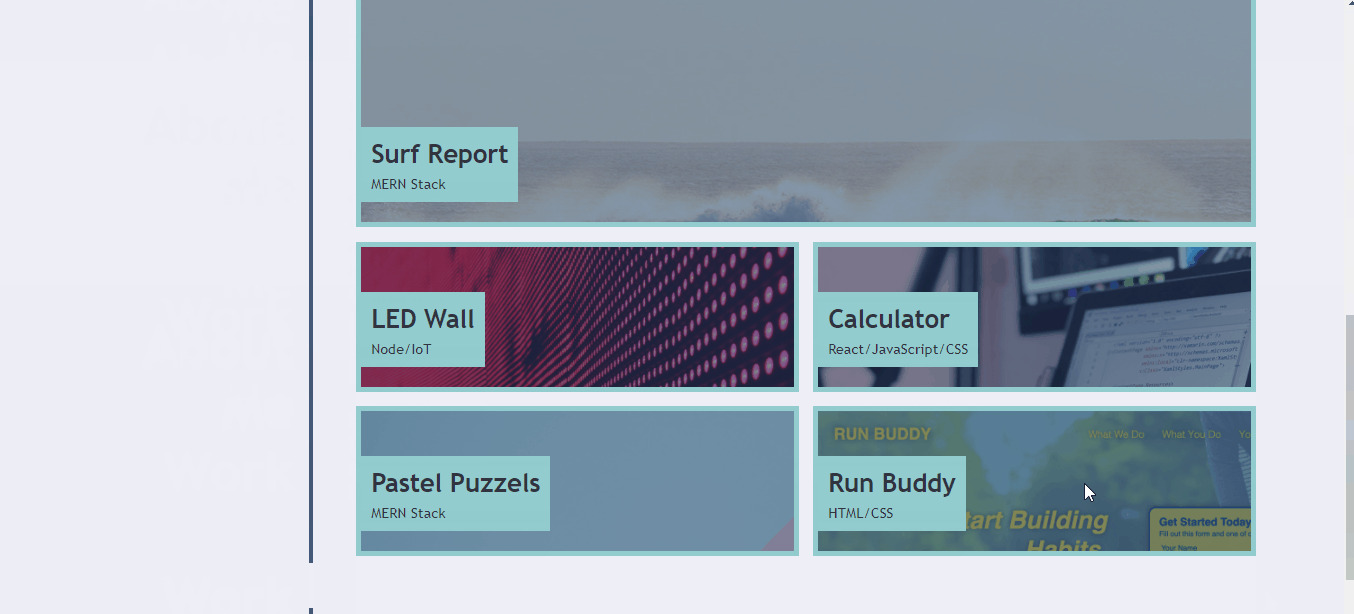 Surf Report
MERN Stack
LED Wall
Node/IoT
Calculator
React/JavaScript/CSS
Pastel Puzzels
MERN Stack
RUN BUDDY
What We Do What You Do Yo
Run Buddy
HTML/CSS
tart Building
Habits
Get Started Today
Fill out this form and one of
Your Name